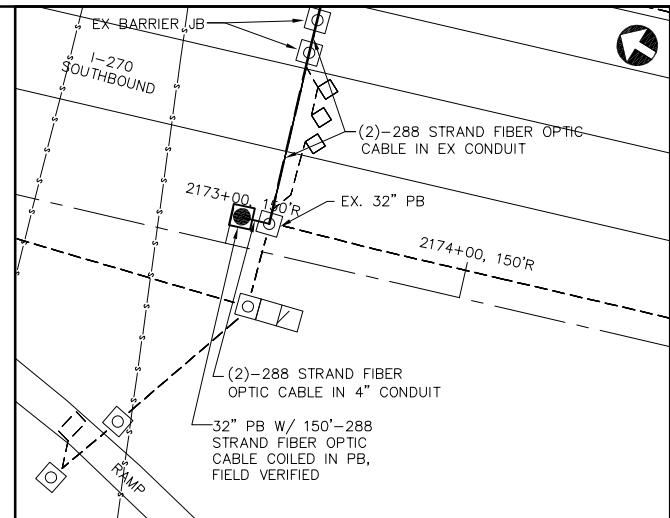 EX BARRIER JB
I-270
SOUTHBOUND
(2)-288 STRAND FIBER OPTIC
CABLE IN EX CONDUIT
2173+00, 150'R
EX. 32" PB
2174+00, 150'R
(2)-288 STRAND FIBER
OPTIC CABLE IN 4" CONDUIT
32" PB W/ 150'-288
STRAND FIBER OPTIC
CABLE COILED IN PB,
FIELD VERIFIED
RAMP
S
S
S
S
S
S
S
S
S
S
S
S
S